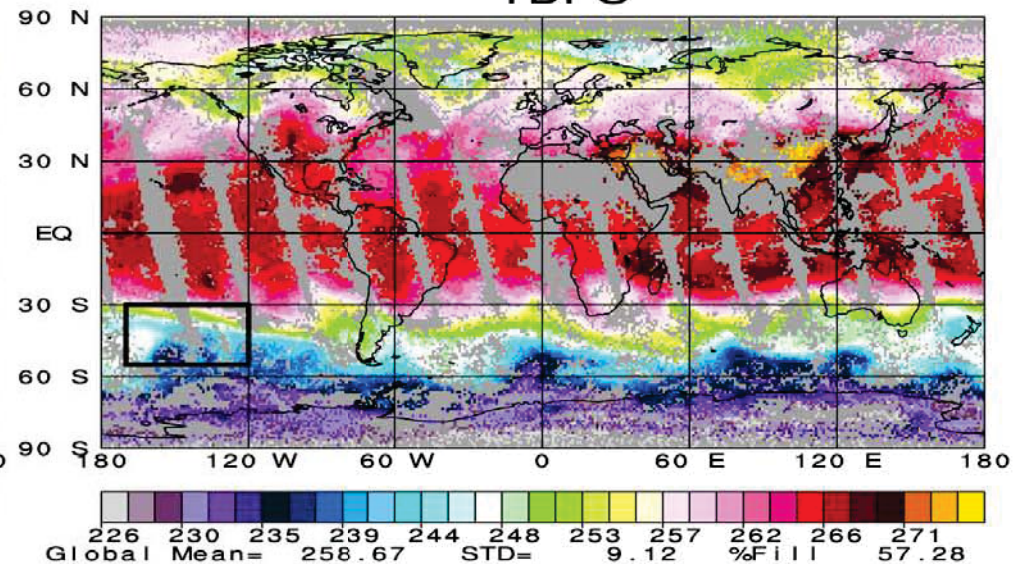 90 N
60 N
30 N
EQ
30 S
60 S
90 S
180 120 W 60 W 0 60 E 120 E 180
226 230 235 239 244 248 253 257 262 266 271
Global Mean= 258.67 STD= 9.12 %Fill 57.28